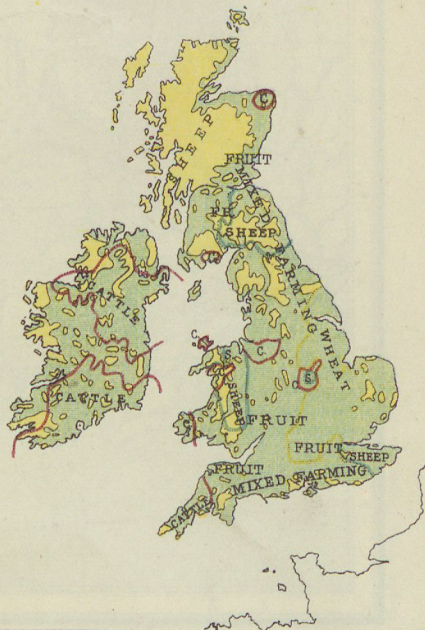 C
SHEEP
FRUIT
MIXED FARMING
FR.
SHEEP
CATTLE
WHEAT
C
C
S
S
SHEEP
CATTLE
C
FRUIT
FRUIT
SHEEP
FRUIT
MIXED FARMING
CATTLE